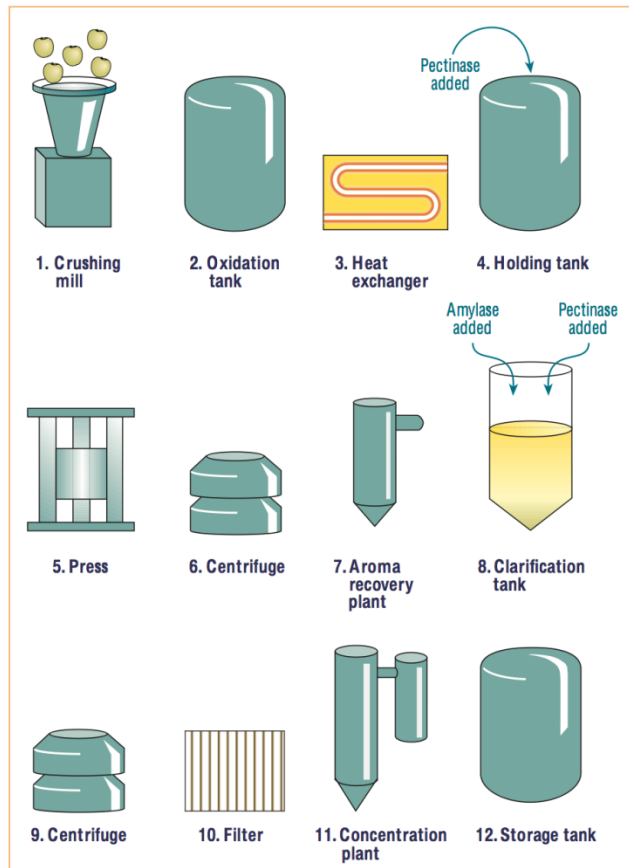 Pectinase
added
1. Crushing
mill
2. Oxidation
tank
3. Heat
exchanger
4. Holding tank
Amylase
added
Pectinase
added
5. Press
6. Centrifuge
7. Aroma
recovery
plant
8. Clarification
tank
9. Centrifuge
10. Filter
11. Concentration
plant
12. Storage tank